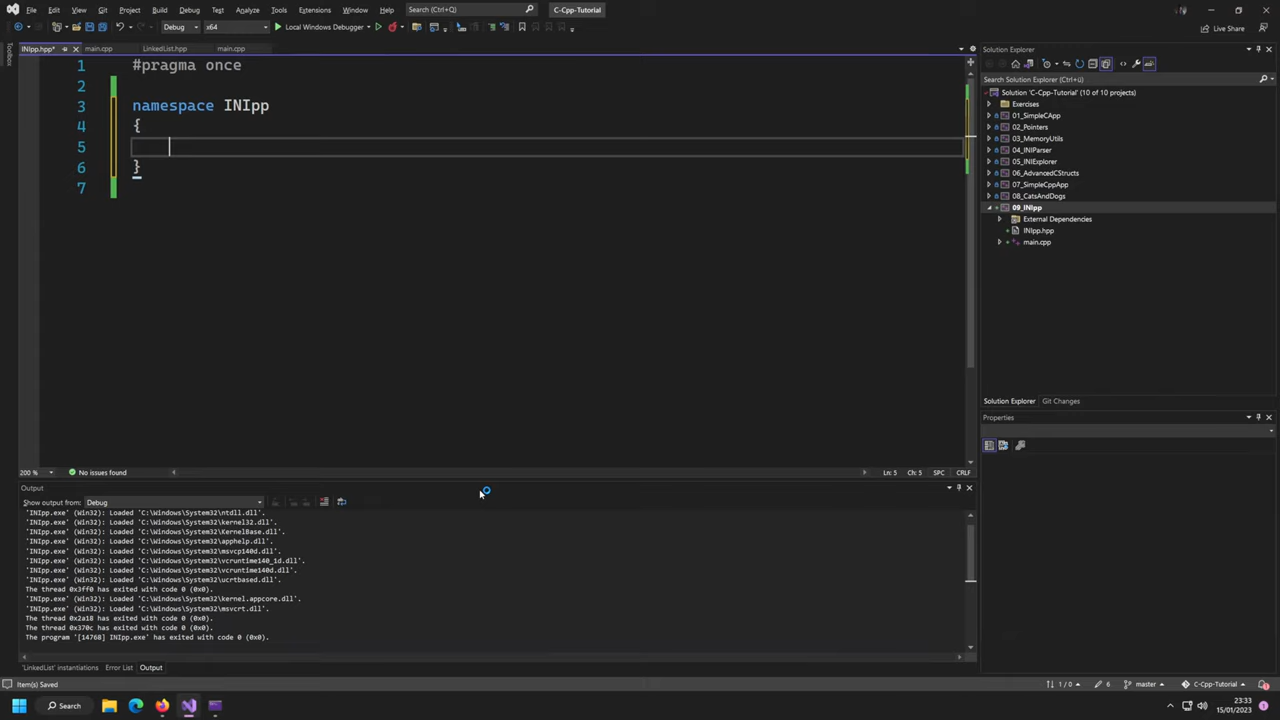 File Edit View Git Project Build Debug Test Analyze Tools Extensions Window Help Search (Ctrl+Q) C-Cpp-Tutorial
Debug x64 Local Windows Debugger Live Share
Toolbox
INIpp.hpp* main.cpp LinkedList.hpp main.cpp
1 #pragma once
2
3 namespace INIpp
4 {
5
6 }
7
200 % No issues found Ln: 5 Ch: 5 SPC CRLF
Output
Show output from: Debug
'INIpp.exe' (Win32): Loaded 'C:\Windows\System32\ntdll.dll'.
'INIpp.exe' (Win32): Loaded 'C:\Windows\System32\kernel32.dll'.
'INIpp.exe' (Win32): Loaded 'C:\Windows\System32\KernelBase.dll'.
'INIpp.exe' (Win32): Loaded 'C:\Windows\System32\apphelp.dll'.
'INIpp.exe' (Win32): Loaded 'C:\Windows\System32\msvcp140d.dll'.
'INIpp.exe' (Win32): Loaded 'C:\Windows\System32\vcruntime140_1d.dll'.
'INIpp.exe' (Win32): Loaded 'C:\Windows\System32\vcruntime140d.dll'.
'INIpp.exe' (Win32): Loaded 'C:\Windows\System32\ucrtbased.dll'.
The thread 0x3ff0 has exited with code 0 (0x0).
'INIpp.exe' (Win32): Loaded 'C:\Windows\System32\kernel.appcore.dll'.
'INIpp.exe' (Win32): Loaded 'C:\Windows\System32\msvcrt.dll'.
The thread 0x2a18 has exited with code 0 (0x0).
The thread 0x370c has exited with code 0 (0x0).
The program '[14768] INIpp.exe' has exited with code 0 (0x0).
'LinkedList' instantiations Error List Output
Solution Explorer
Search Solution Explorer (Ctrl+ü)
Solution 'C-Cpp-Tutorial' (10 of 10 projects)
Exercises
01_SimpleCApp
02_Pointers
03_MemoryUtils
04_INIParser
05_INIExplorer
06_AdvancedCStructs
07_SimpleCppApp
08_CatsAndDogs
09_INIpp
External Dependencies
INIpp.hpp
main.cpp
Solution Explorer Git Changes
Properties
Item(s) Saved 1 / 0 6 master C-Cpp-Tutorial
Search 23:33
15/01/2023